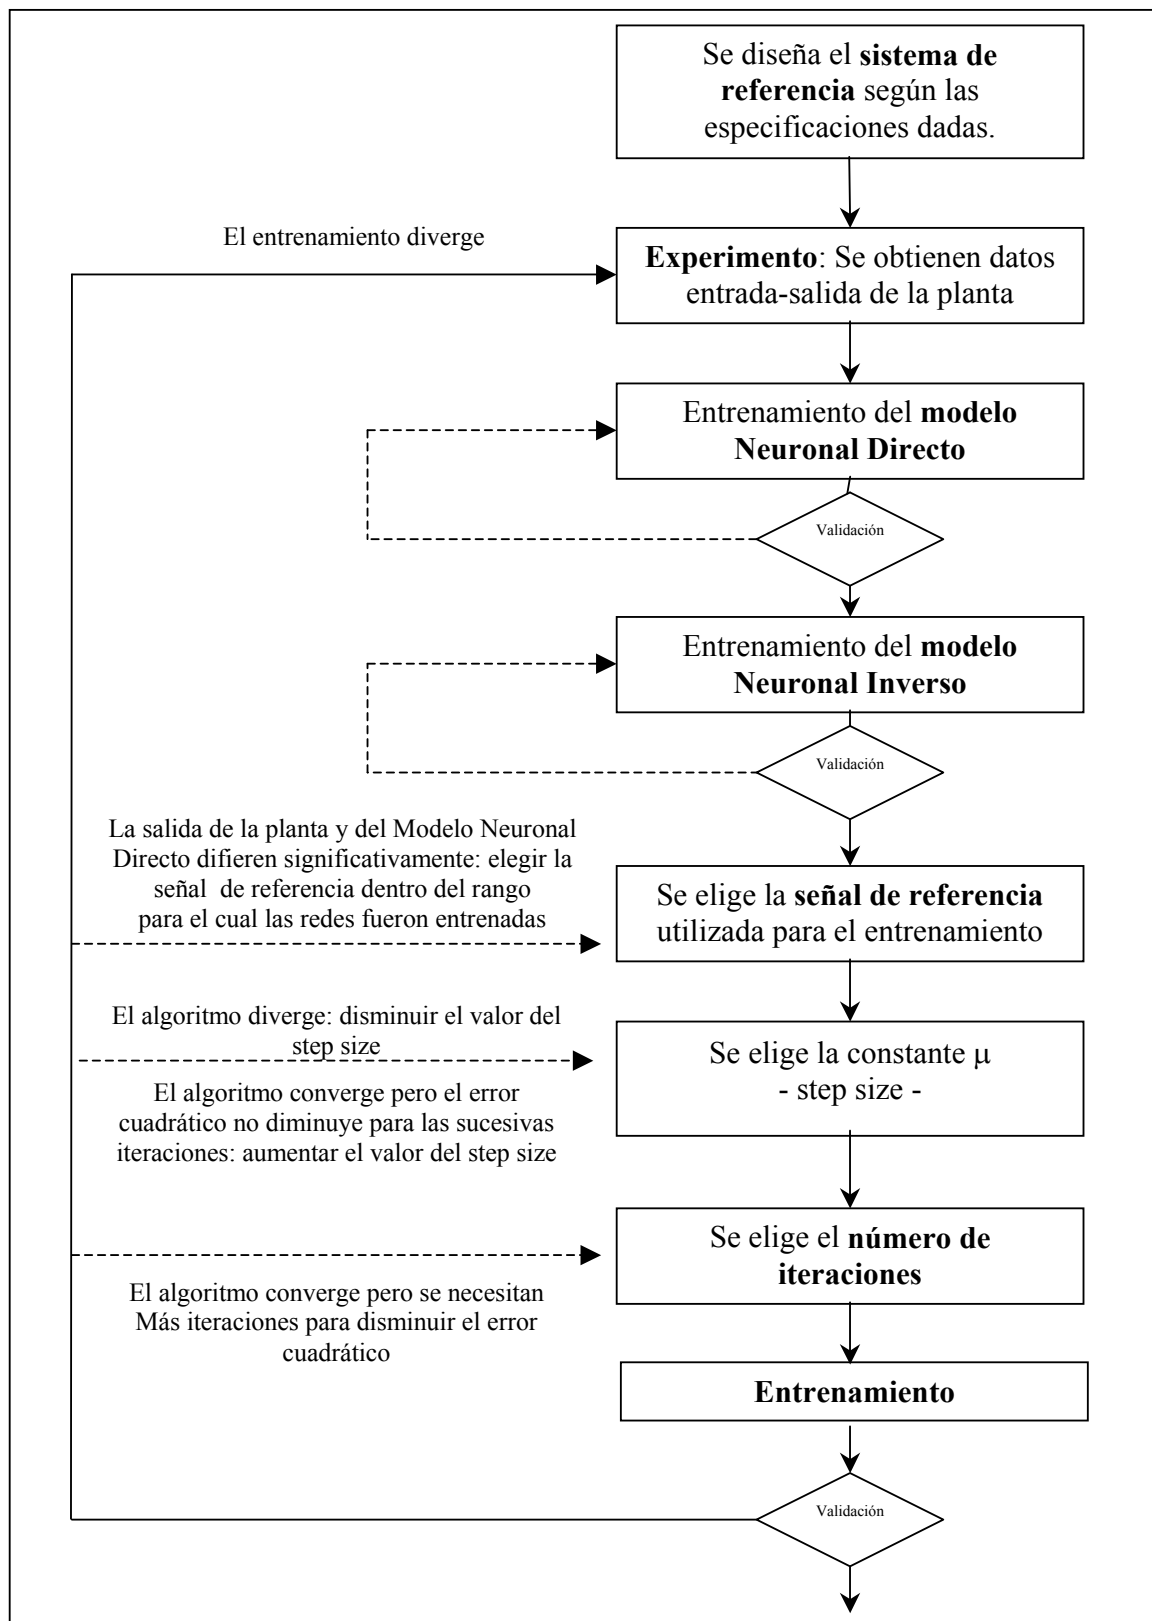 Se diseña el sistema de
referencia según las
especificaciones dadas.
El entrenamiento diverge
Experimento: Se obtienen datos
entrada-salida de la planta
Entrenamiento del modelo
Neuronal Directo
Validación
Entrenamiento del modelo
Neuronal Inverso
Validación
La salida de la planta y del Modelo Neuronal
Directo difieren significativamente: elegir la
señal de referencia dentro del rango
para el cual las redes fueron entrenadas
Se elige la señal de referencia
utilizada para el entrenamiento
El algoritmo diverge: disminuir el valor del
step size
El algoritmo converge pero el error
cuadrático no diminuye para las sucesivas
iteraciones: aumentar el valor del step size
Se elige la constante μ
- step size -
Se elige el número de
iteraciones
El algoritmo converge pero se necesitan
Más iteraciones para disminuir el error
cuadrático
Entrenamiento
Validación